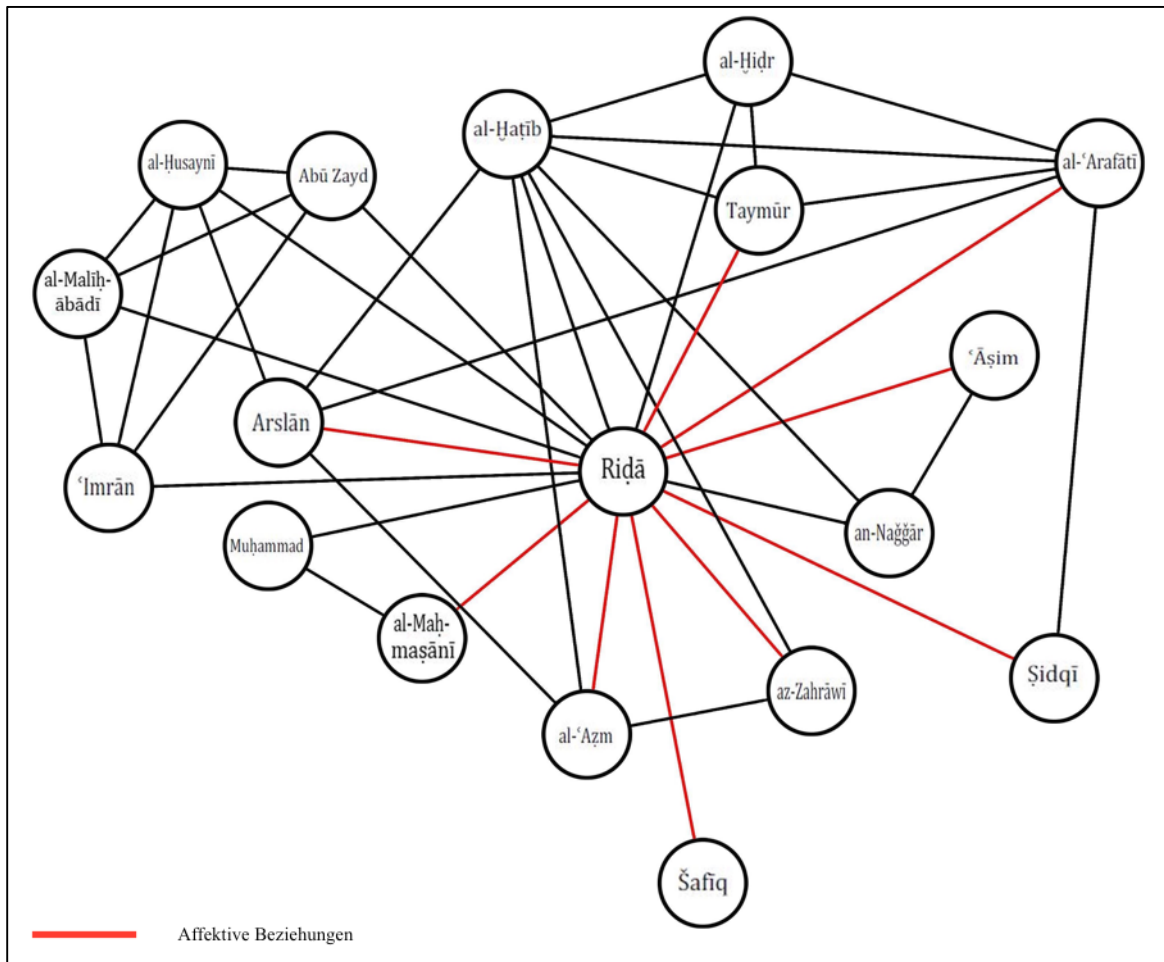 al-Ḫiḍr
al-Ḫaṭīb
al-ʿArafātī
al-Ḥusaynī
Abū Zayd
Taymūr
al-Malīḥ-
ābādī
ʿĀṣim
Arslān
Riḍā
ʿImrān
an-Naǧǧār
Muḥammad
al-Maḥ-
maṣānī
Ṣidqī
az-Zahrāwī
al-ʿAẓm
Šafīq
Affektive Beziehungen